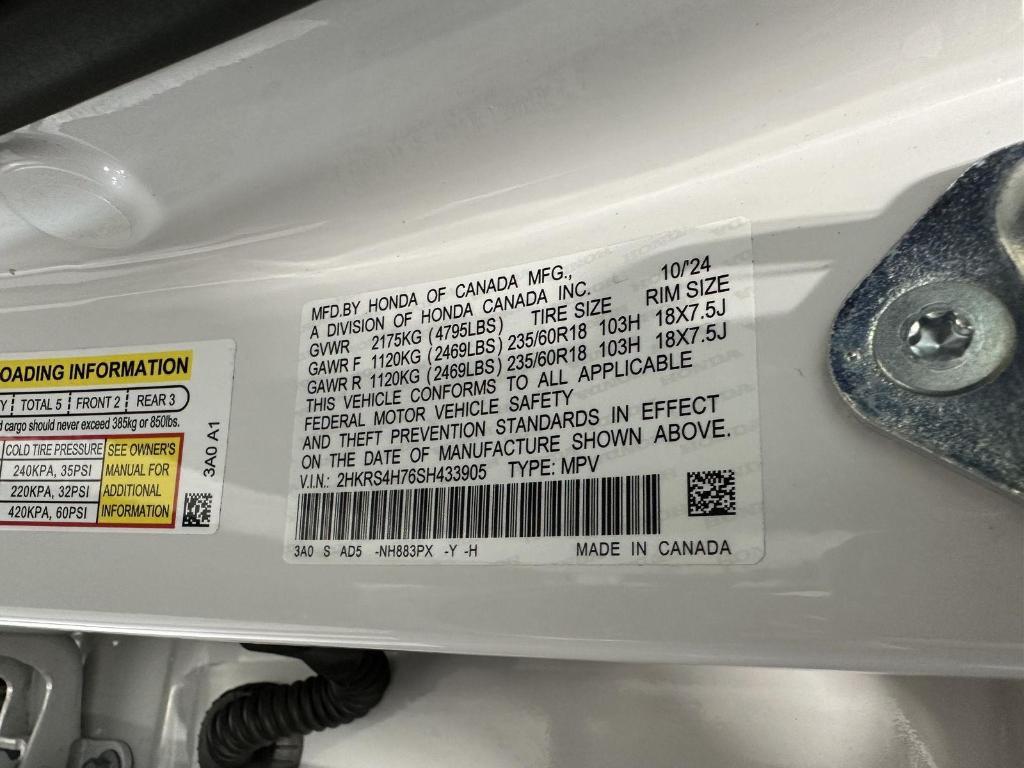 OADING INFORMATION
Y TOTAL 5 FRONT 2 REAR 3
d cargo should never exceed 385kg or 850lbs.
COLD TIRE PRESSURE
240KPA, 35PSI
220KPA, 32PSI
420KPA, 60PSI
SEE OWNER'S
MANUAL FOR
ADDITIONAL
INFORMATION
3A0 A1
MFD.BY HONDA OF CANADA MFG., 10/'24
A DIVISION OF HONDA CANADA INC.
GVWR 2175KG (4795LBS) TIRE SIZE RIM SIZE
GAWR F 1120KG (2469LBS) 235/60R18 103H 18X7.5J
GAWR R 1120KG (2469LBS) 235/60R18 103H 18X7.5J
THIS VEHICLE CONFORMS TO ALL APPLICABLE
FEDERAL MOTOR VEHICLE SAFETY
AND THEFT PREVENTION STANDARDS IN EFFECT
ON THE DATE OF MANUFACTURE SHOWN ABOVE.
V.I.N.: 2HKRS4H76SH433905 TYPE: MPV
3A0 S AD5 -NH883PX -Y -H MADE IN CANADA